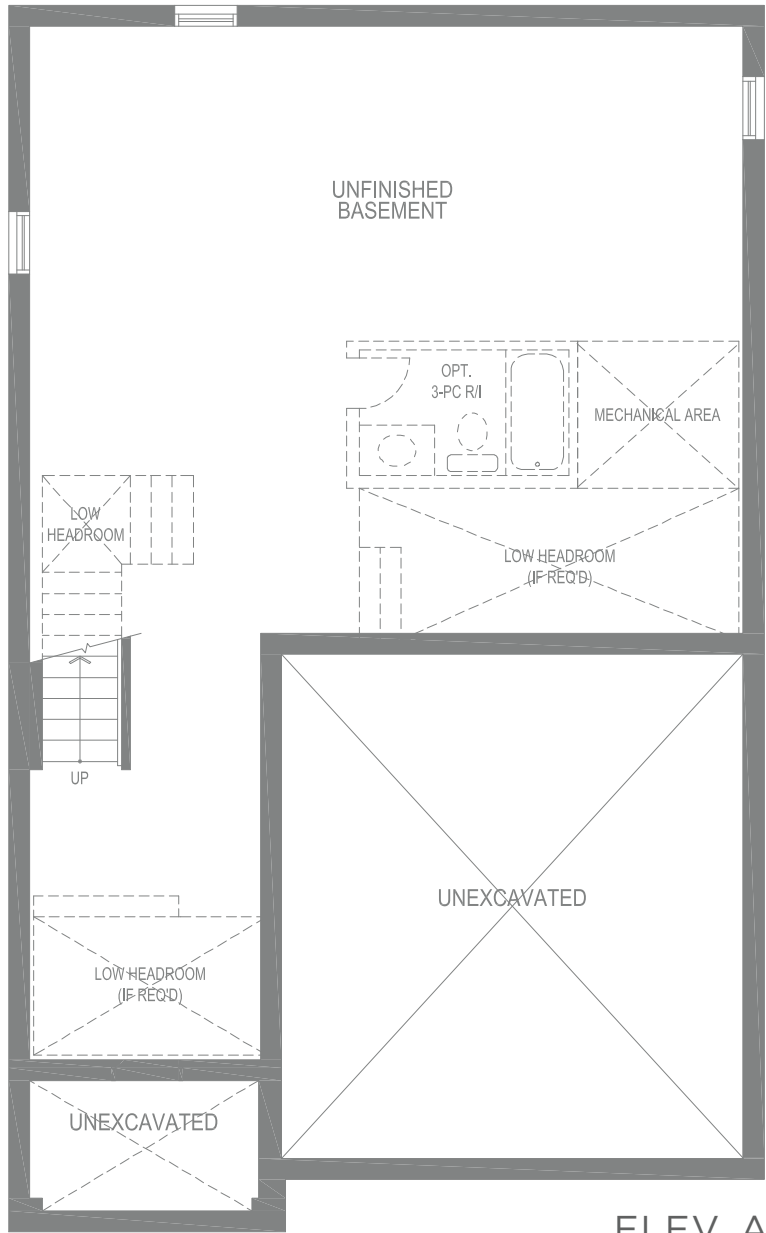 UNFINISHED
BASEMENT
OPT.
3-PC R/I
MECHANICAL AREA
LOW
HEADROOM
LOW HEADROOM
(IF REQ'D)
UP
UNEXCAVATED
LOW HEADROOM
(IF REQ'D)
UNEXCAVATED
ELEV. A